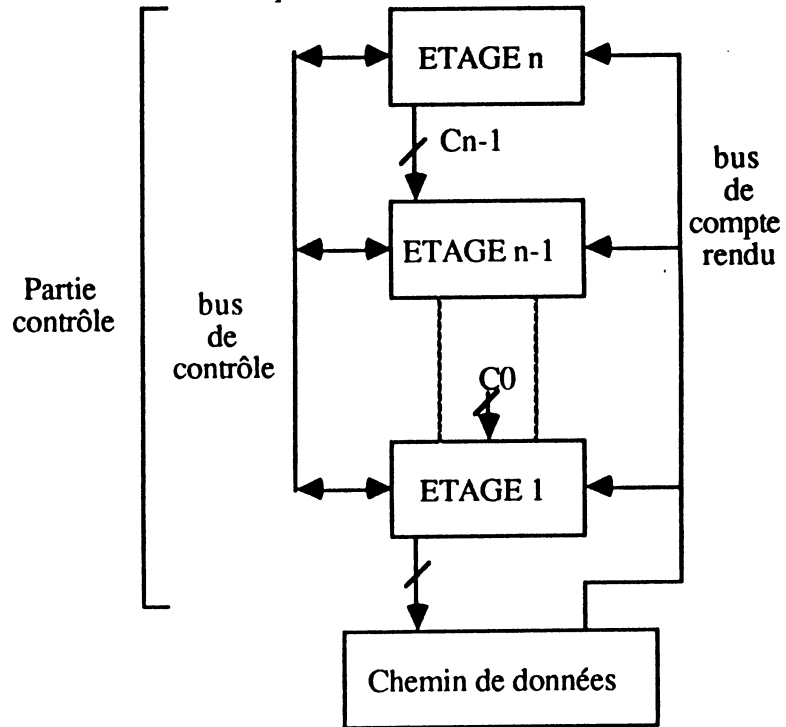 ETAGE n
Cn-1
bus
de
compte
rendu
ETAGE n-1
Partie
contrôle
bus
de
contrôle
C0
ETAGE 1
Chemin de données